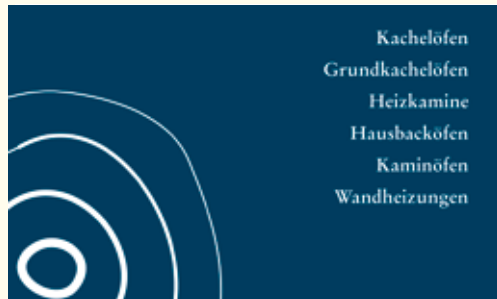 Kachelöfen
Grundkachelöfen
Heizkamine
Hausbacköfen
Kaminöfen
Wandheizungen